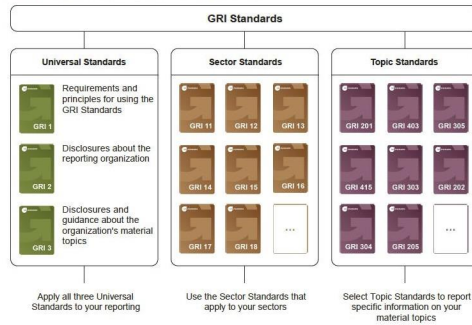 GRI Standards
Universal Standards
GRI 1
Requirements and
principles for using the
GRI Standards
GRI 2
Disclosures about the
reporting organization
GRI 3
Disclosures and
guidance about the
organization's material
topics
Apply all three Universal
Standards to your reporting
Sector Standards
GRI 11 GRI 12 GRI 13
GRI 14 GRI 15 GRI 16
GRI 17 GRI 18 ...
Use the Sector Standards that
apply to your sectors
Topic Standards
GRI 201 GRI 403 GRI 305
GRI 415 GRI 303 GRI 202
GRI 304 GRI 205 ...
Select Topic Standards to report
specific information on your
material topics